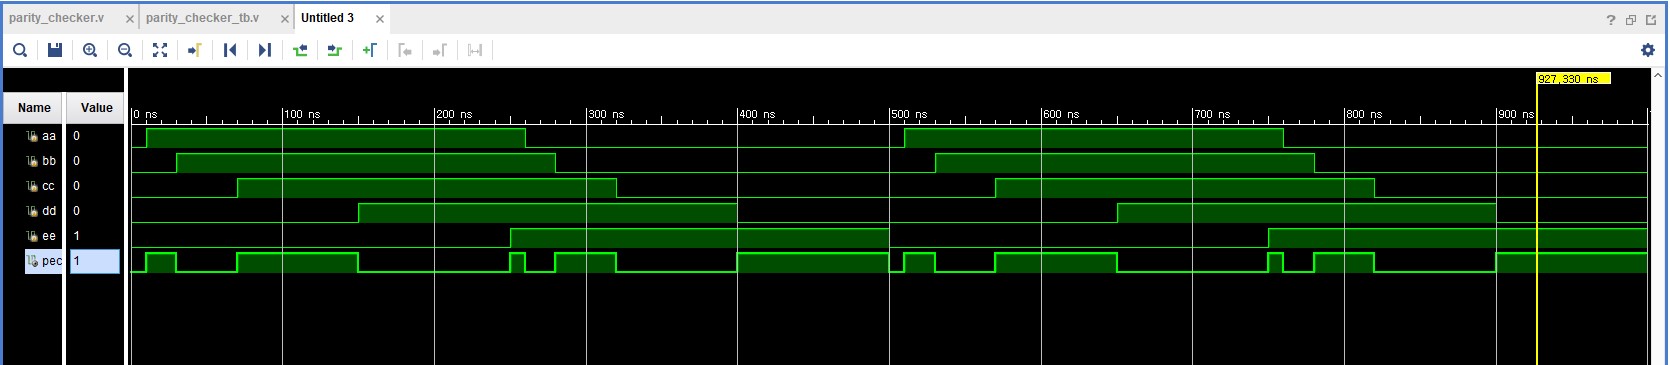 parity_checker.v × parity_checker_tb.v × Untitled 3 ×
?
927,330 ns
Name Value
0 ns 100 ns 200 ns 300 ns 400 ns 500 ns 600 ns 700 ns 800 ns 900 ns
aa 0
bb 0
cc 0
dd 0
ee 1
pec 1